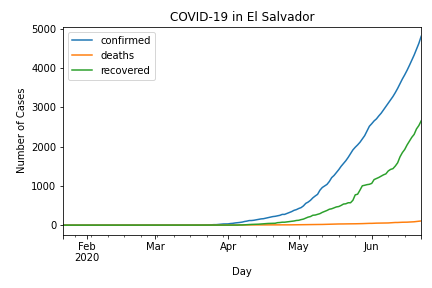 COVID-19 in El Salvador
confirmed
deaths
recovered
Number of Cases
5000
4000
3000
2000
1000
0
Feb
2020
Mar
Apr
May
Jun
Day